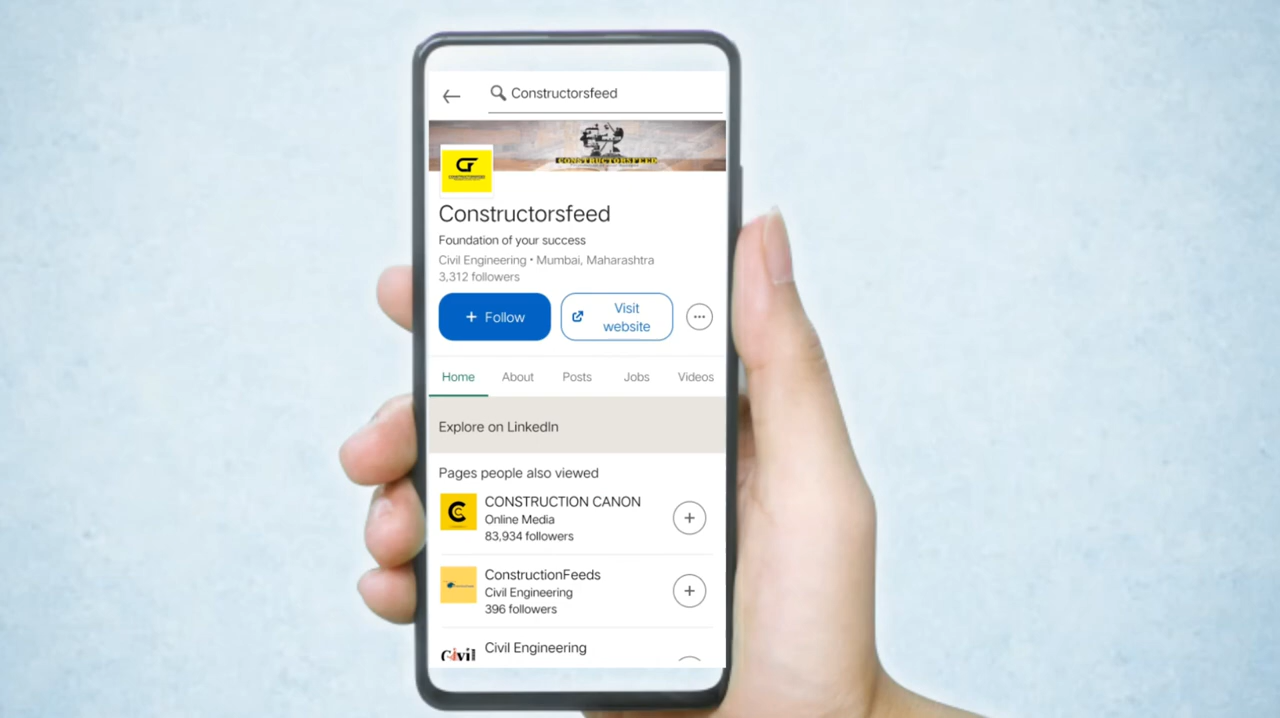 Constructorsfeed
CONSTRUCTORSFEED
Constructorsfeed
Foundation of your success
Civil Engineering • Mumbai, Maharashtra
3,312 followers
+ Follow
Visit
website
Home About Posts Jobs Videos
Explore on LinkedIn
Pages people also viewed
CONSTRUCTION CANON
Online Media
83,934 followers
ConstructionFeeds
Civil Engineering
396 followers
Civil
Civil Engineering